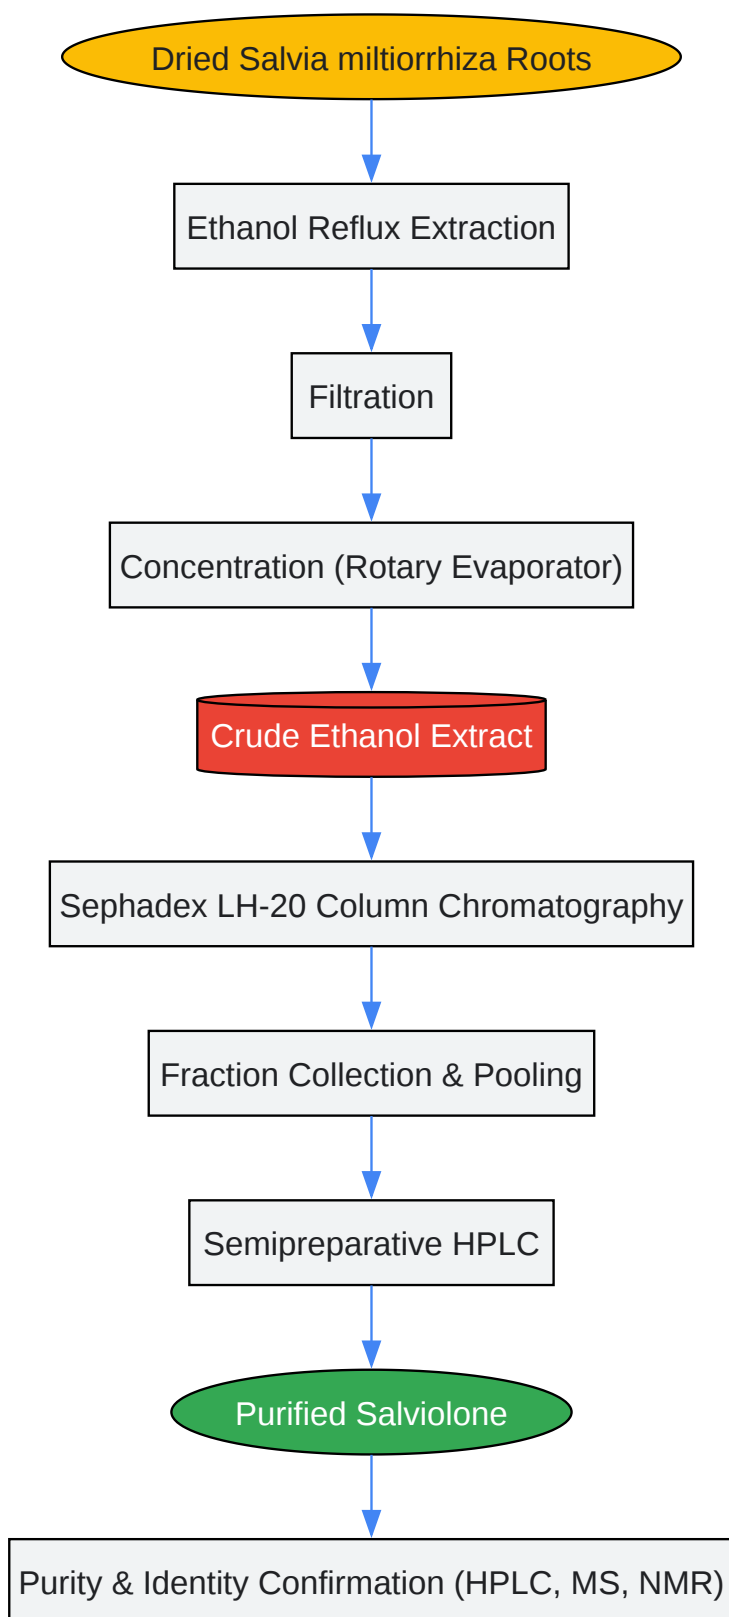 Dried Salvia miltiorrhiza Roots
Ethanol Reflux Extraction
Filtration
Concentration (Rotary Evaporator)
Crude Ethanol Extract
Sephadex LH-20 Column Chromatography
Fraction Collection & Pooling
Semipreparative HPLC
Purified Salviolone
Purity & Identity Confirmation (HPLC, MS, NMR)